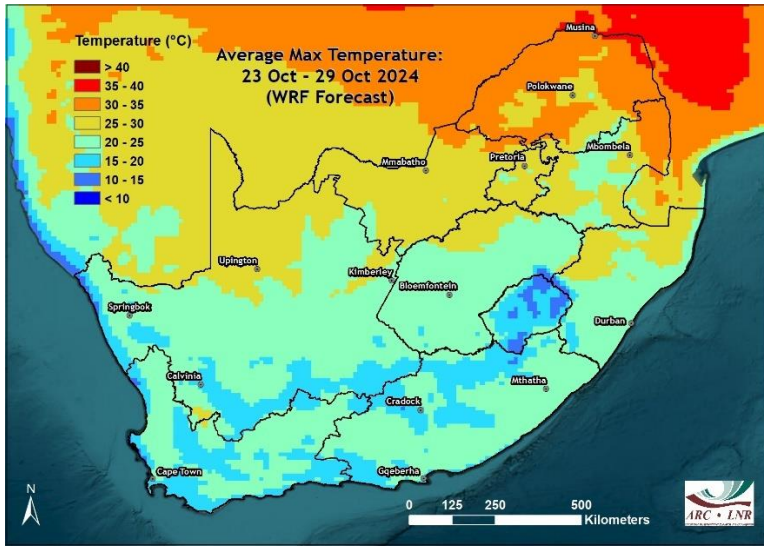 Temperature (°C)
> 40
35 - 40
30 - 35
25 - 30
20 - 25
15 - 20
10 - 15
< 10
Average Max Temperature:
23 Oct - 29 Oct 2024
(WRF Forecast)
Musina
Polokwane
Mbombela
Pretoria
Mmabatho
Upington
Kimberley
Bloemfontein
Springbok
Durban
Calvinia
Mthatha
Cradock
Cape Town
Gqeberha
N
0 125 250 500
Kilometers
ARC • LNR